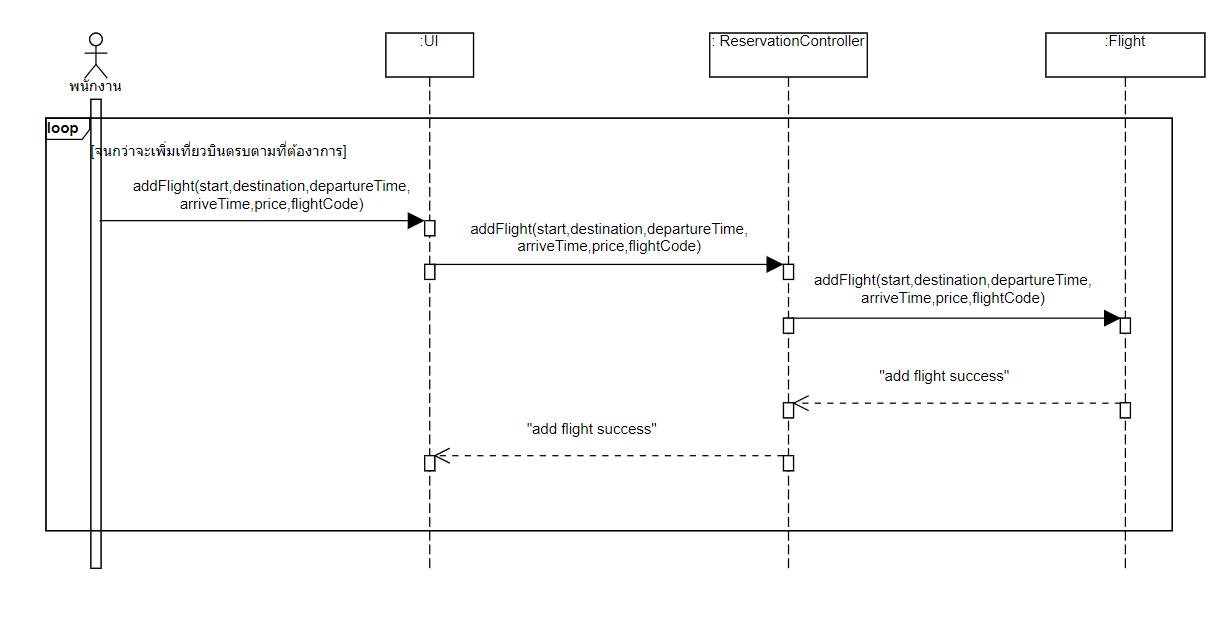 :UI
: ReservationController
:Flight
พนักงาน
loop
[จนกว่าจะเพิ่มเที่ยวบินตรบตามที่ต้องาการ]
addFlight(start,destination,departureTime,
arriveTime,price,flightCode)
addFlight(start,destination,departureTime,
arriveTime,price,flightCode)
addFlight(start,destination,departureTime,
arriveTime,price,flightCode)
"add flight success"
"add flight success"